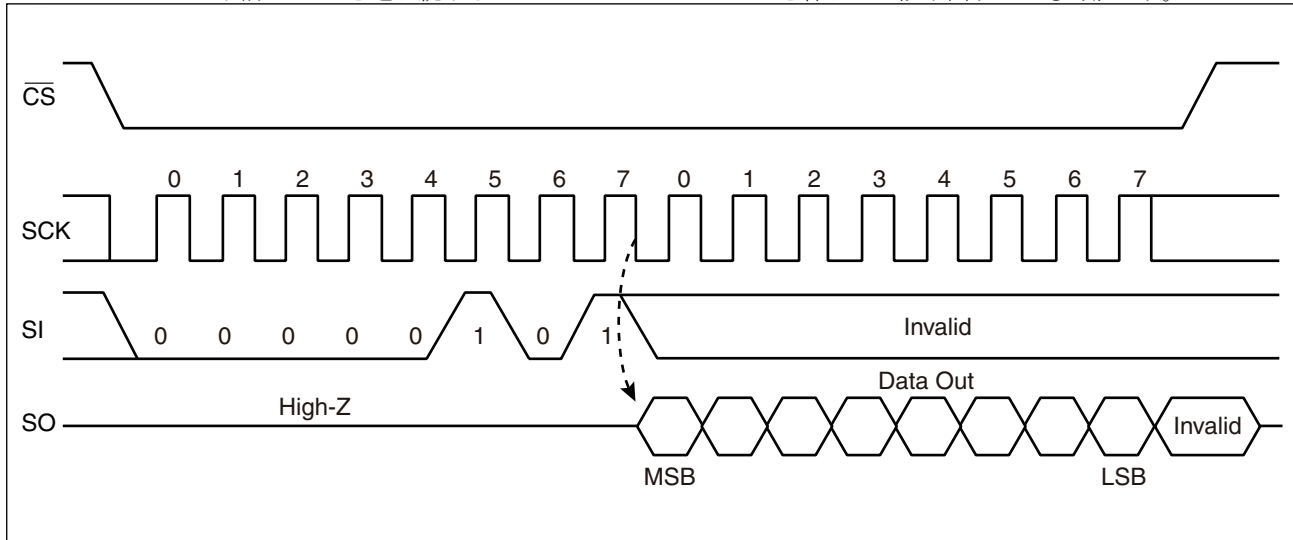 CS
0 1 2 3 4 5 6 7 0 1 2 3 4 5 6 7
SCK
SI 0 0 0 0 0 1 0 1 Invalid
Data Out
High-Z
SO Invalid
MSB LSB